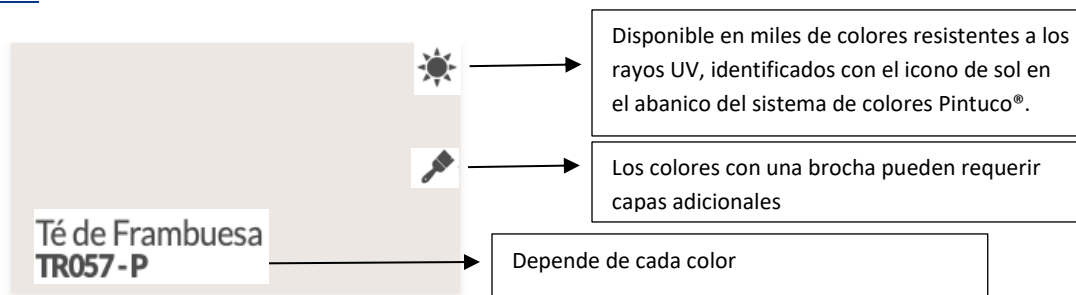 Disponible en miles de colores resistentes a los
rayos UV, identificados con el icono de sol en
el abanico del sistema de colores Pintuco®.
Los colores con una brocha pueden requerir
capas adicionales
Té de Frambuesa
TR057-P
Depende de cada color